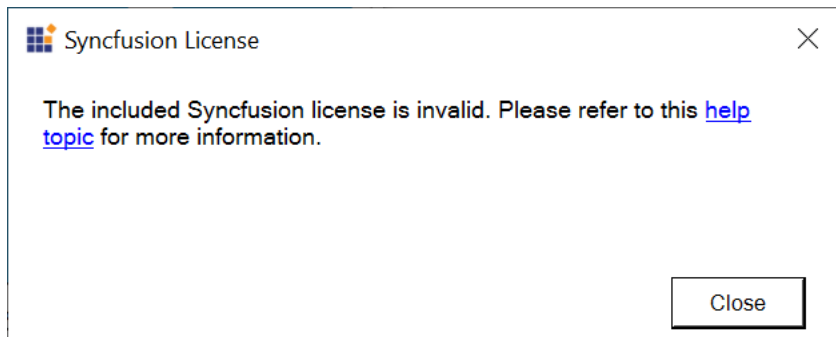 Syncfusion License
The included Syncfusion license is invalid. Please refer to this help
topic for more information.
Close